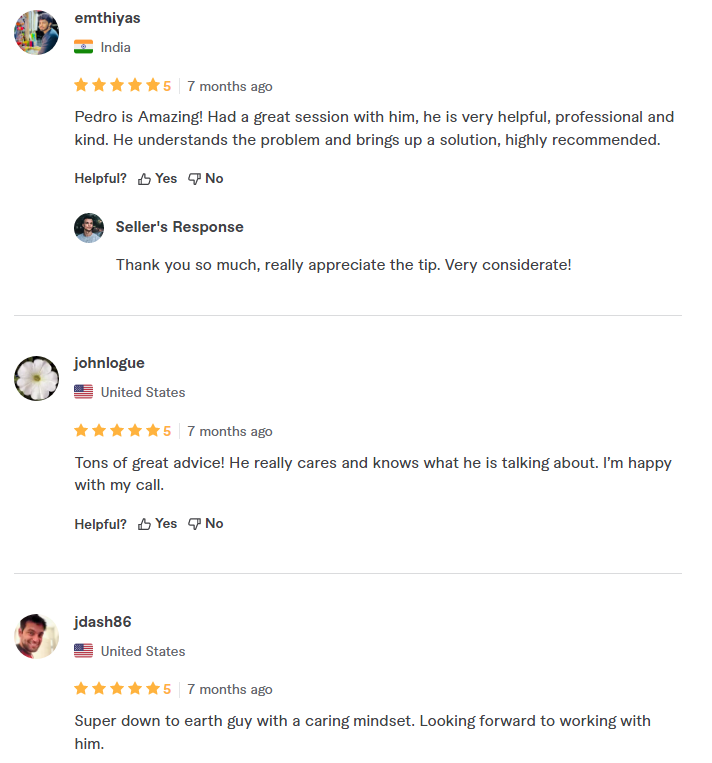 emthiyas
India
5 7 months ago
Pedro is Amazing! Had a great session with him, he is very helpful, professional and
kind. He understands the problem and brings up a solution, highly recommended.
Helpful? Yes No
Seller's Response
Thank you so much, really appreciate the tip. Very considerate!
johnlogue
United States
5 7 months ago
Tons of great advice! He really cares and knows what he is talking about. I'm happy
with my call.
Helpful? Yes No
jdash86
United States
5 7 months ago
Super down to earth guy with a caring mindset. Looking forward to working with
him.